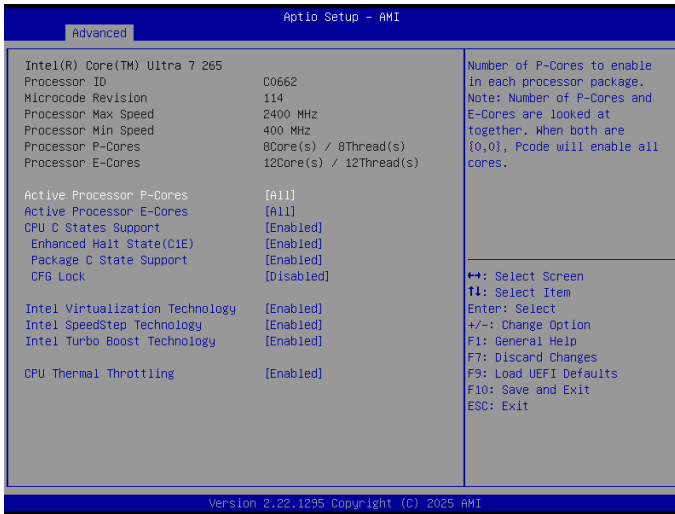 Aptio Setup - AMI
Advanced
Intel(R) Core(TM) Ultra 7 265
Processor ID C0662
Microcode Revision 114
Processor Max Speed 2400 MHz
Processor Min Speed 400 MHz
Processor P-Cores 8Core(s) / 8Thread(s)
Processor E-Cores 12Core(s) / 12Thread(s)
Active Processor P-Cores [All]
Active Processor E-Cores [All]
CPU C States Support [Enabled]
Enhanced Halt State(C1E) [Enabled]
Package C State Support [Enabled]
CFG Lock [Disabled]
Intel Virtualization Technology [Enabled]
Intel SpeedStep Technology [Enabled]
Intel Turbo Boost Technology [Enabled]
CPU Thermal Throttling [Enabled]
Number of P-Cores to enable
in each processor package.
Note: Number of P-Cores and
E-Cores are looked at
together. When both are
{0,0}, Pcode will enable all
cores.
↔: Select Screen
↑↓: Select Item
Enter: Select
+/-: Change Option
F1: General Help
F7: Discard Changes
F9: Load UEFI Defaults
F10: Save and Exit
ESC: Exit
Version 2.22.1295 Copyright (C) 2025 AMI